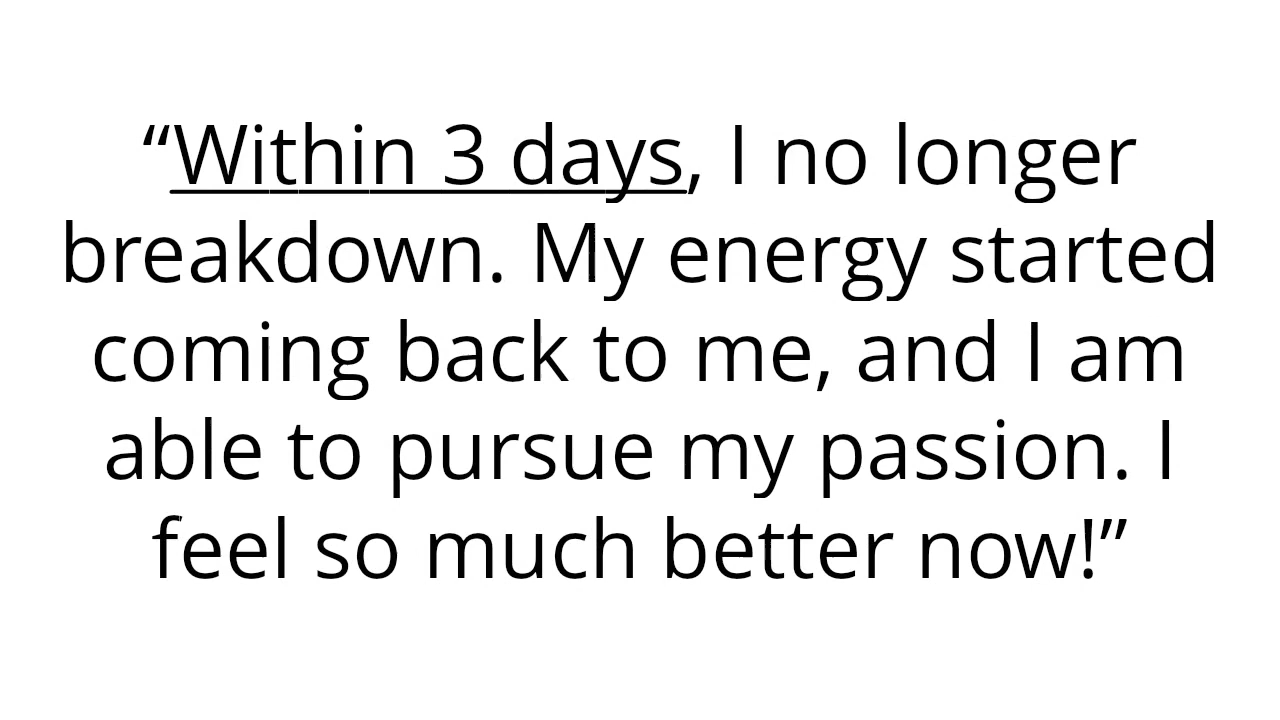 “Within 3 days, I no longer
breakdown. My energy started
coming back to me, and I am
able to pursue my passion. I
feel so much better now!”